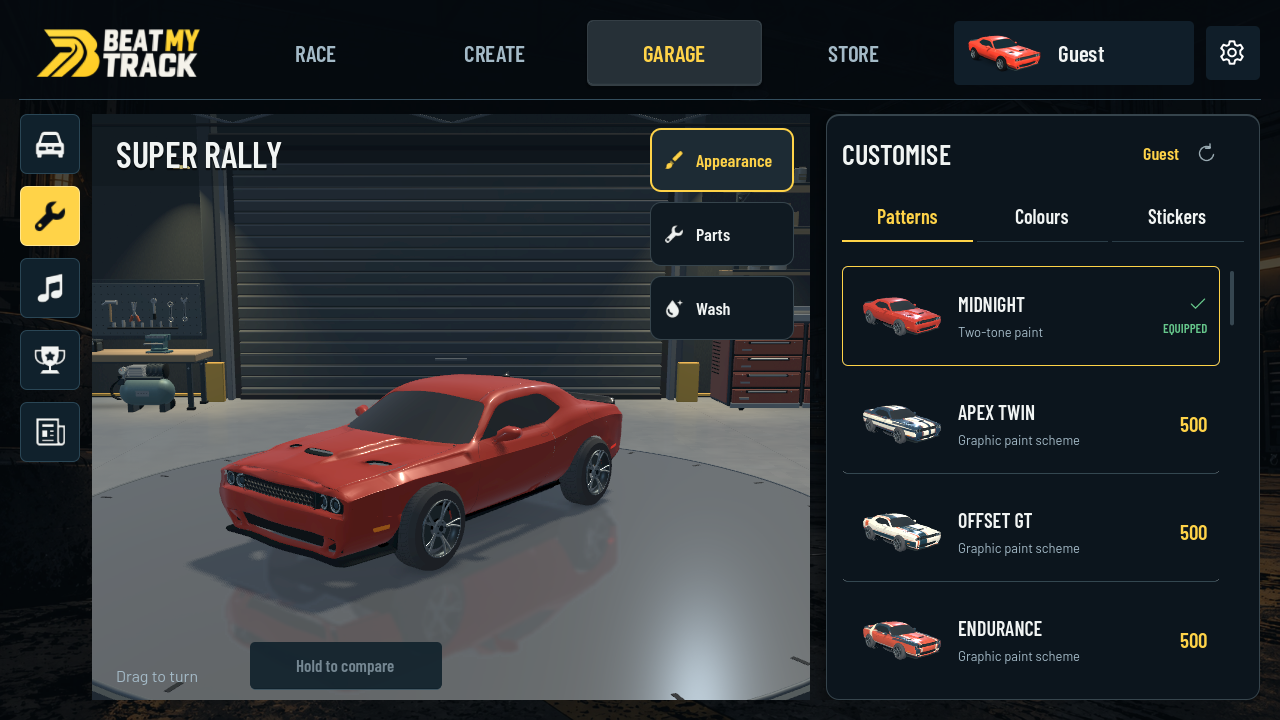 BEAT MY
TRACK
RACE
CREATE
GARAGE
STORE
Guest
SUPER RALLY
Appearance
Parts
Wash
Hold to compare
Drag to turn
CUSTOMISE
Guest
Patterns
Colours
Stickers
MIDNIGHT
Two-tone paint
EQUIPPED
APEX TWIN
Graphic paint scheme
500
OFFSET GT
Graphic paint scheme
500
ENDURANCE
Graphic paint scheme
500